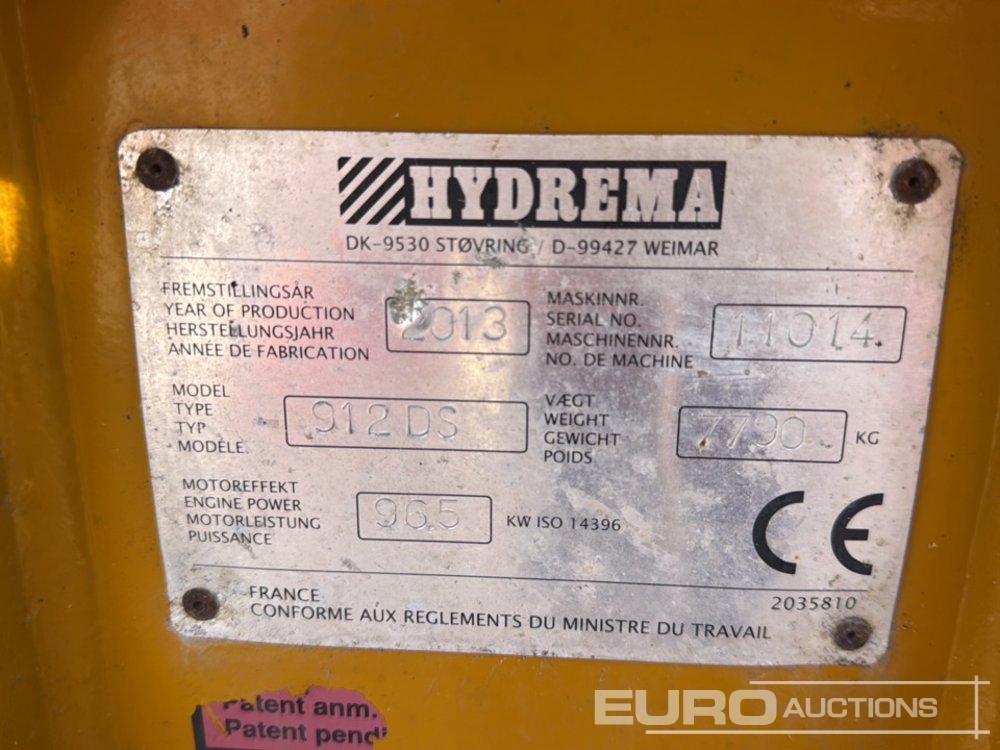 HYDREMA
DK-9530 STØVRING / D-99427 WEIMAR
FREMSTILLINGSÅR
YEAR OF PRODUCTION
HERSTELLUNGSJAHR
ANNÉE DE FABRICATION
2013
MASKINNR.
SERIAL NO.
MASCHINENNR.
NO. DE MACHINE
11014
MODEL
TYPE
TYP
MODÈLE
912 DS
VÆGT
WEIGHT
GEWICHT
POIDS
7790
KG
MOTOREFFEKT
ENGINE POWER
MOTORLEISTUNG
PUISSANCE
96.5
KW ISO 14396
CE
FRANCE
CONFORME AUX REGLEMENTS DU MINISTRE DU TRAVAIL
2035810
Patent anm.
Patent pendi
EURO AUCTIONS